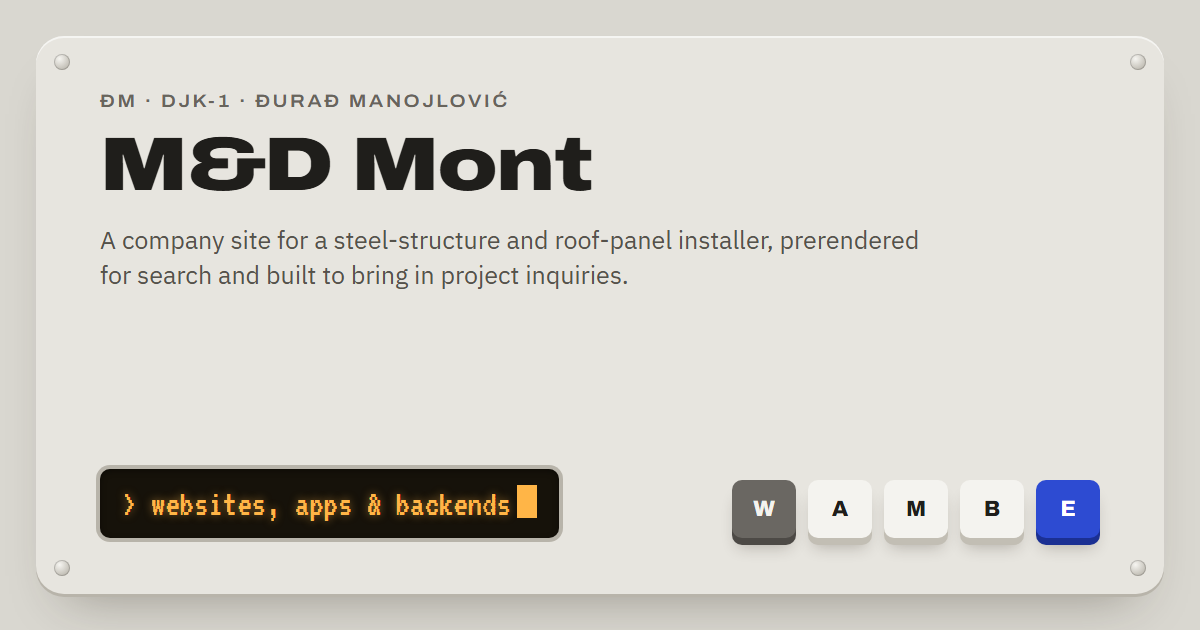 ĐM · DJK-1 · ĐURAĐ MANOJLOVIĆ
M&D Mont
A company site for a steel-structure and roof-panel installer, prerendered
for search and built to bring in project inquiries.
> websites, apps & backends
W A M B E